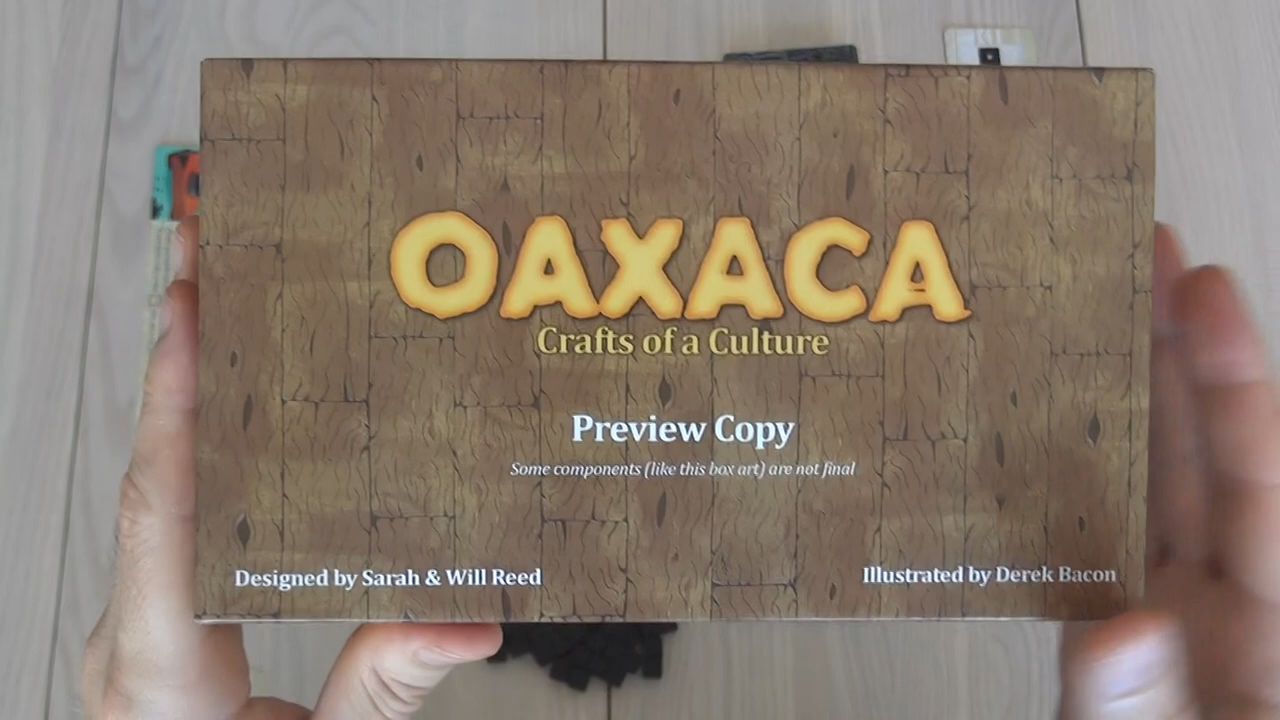 OAXACA
Crafts of a Culture
Preview Copy
Some components (like this box art) are not final
Designed by Sarah & Will Reed
Illustrated by Derek Bacon